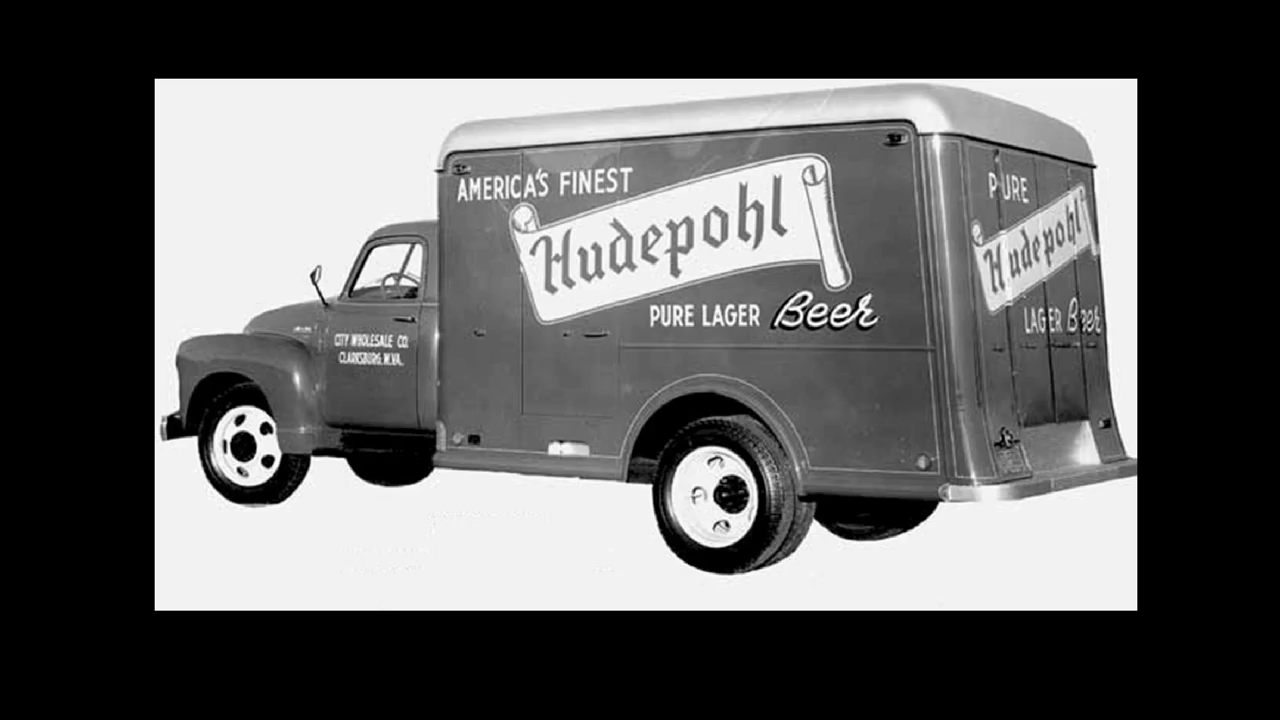 AMERICA'S FINEST
Hudepohl
PURE LAGER Beer
CITY WHOLESALE CO.
CLARKSBURG, W.VA.
PURE
Hudepohl
LAGER Beer